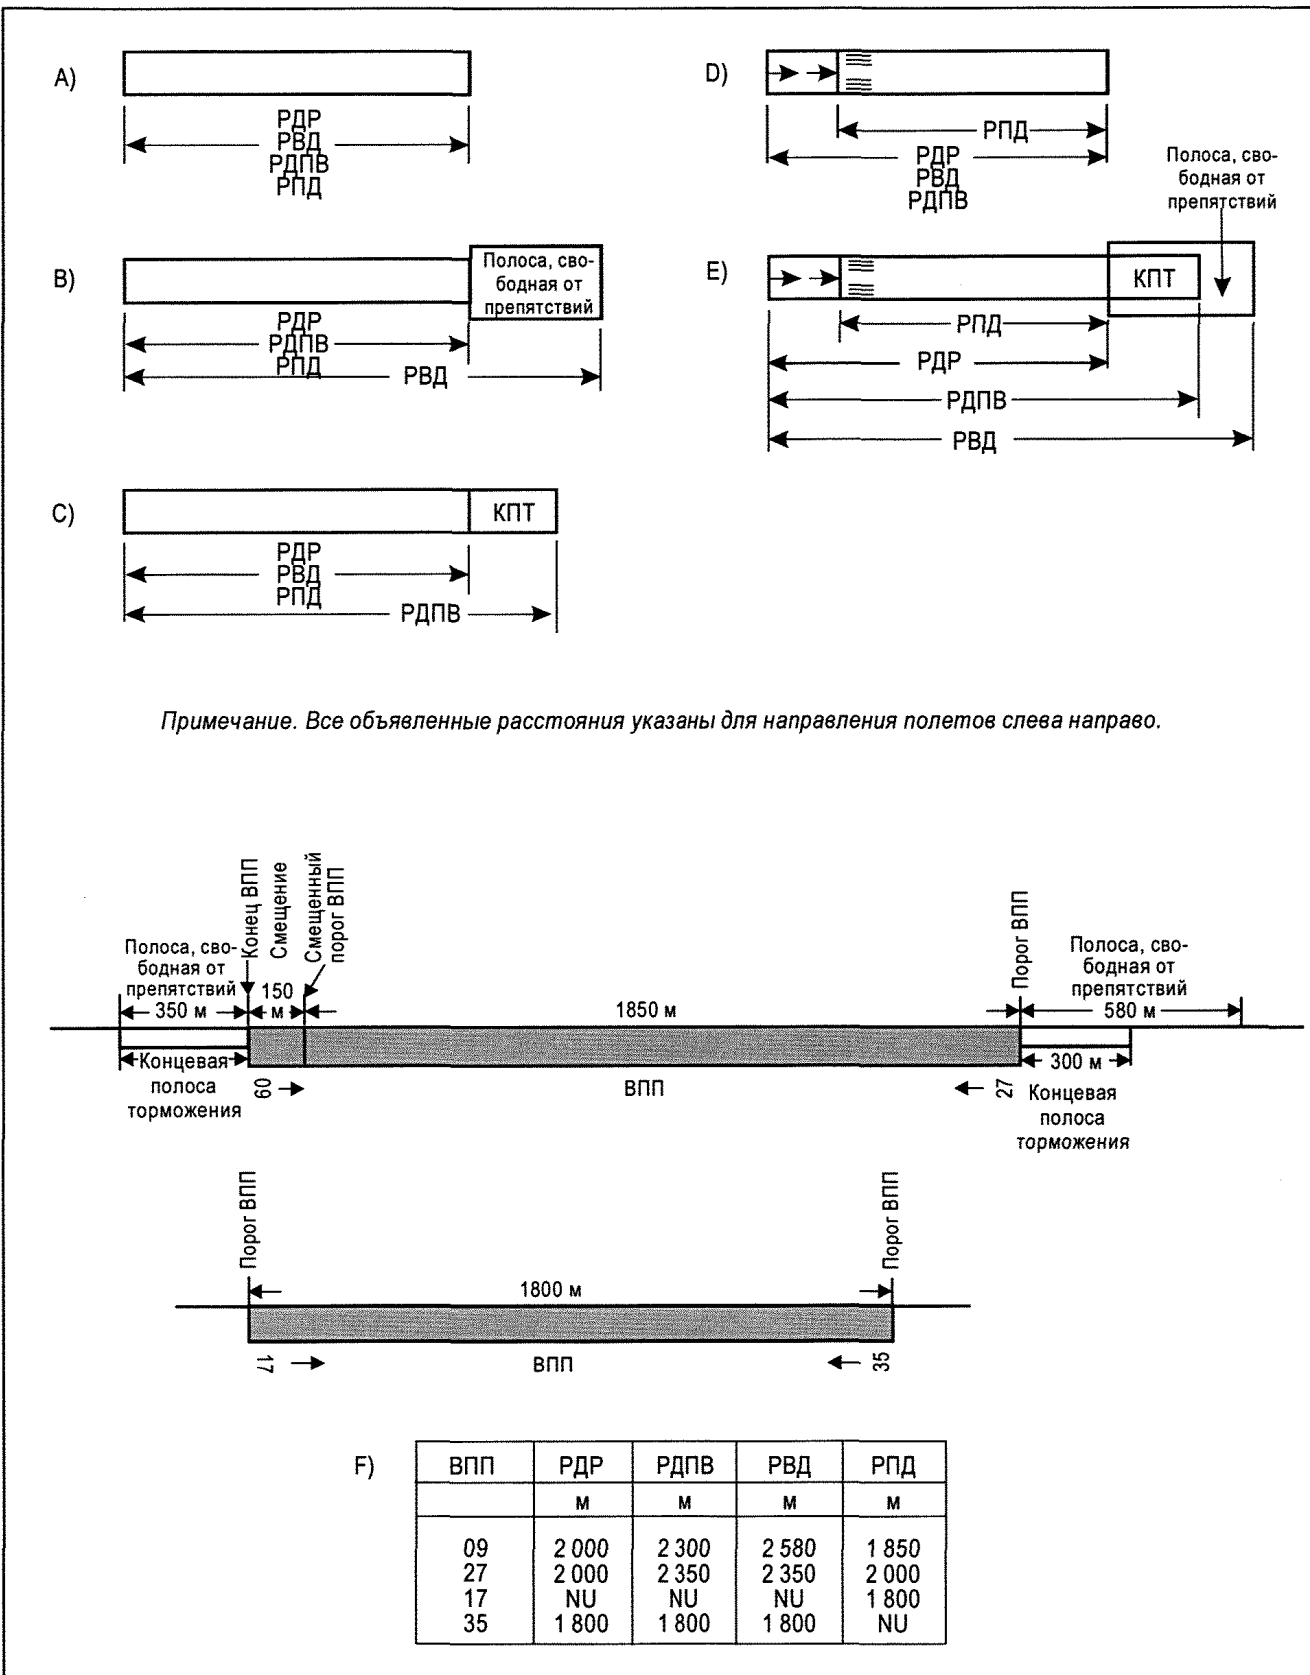 A)
РДР
РВД
РДПВ
РПД
B)
Полоса, сво-
бодная от
препятствий
РДР
РДПВ
РПД
РВД
C)
КПТ
РДР
РВД
РПД
РДПВ
D)
РПД
РДР
РВД
РДПВ
Полоса, сво-
бодная от
препятствий
E)
КПТ
РПД
РДР
РДПВ
РВД
Примечание. Все объявленные расстояния указаны для направления полетов слева направо.
Полоса, сво-
бодная от
препятствий
350 м
Конец ВПП
Смещение
150
м
Смещенный
порог ВПП
1850 м
Порог ВПП
Полоса, сво-
бодная от
препятствий
580 м
Концевая
полоса
торможения
09
ВПП
27
300 м
Концевая
полоса
торможения
Порог ВПП
1800 м
Порог ВПП
17
ВПП
35
F)
ВПП РДР РДПВ РВД РПД
м м м м
09 2 000 2 300 2 580 1 850
27 2 000 2 350 2 350 2 000
17 NU NU NU 1 800
35 1 800 1 800 1 800 NU